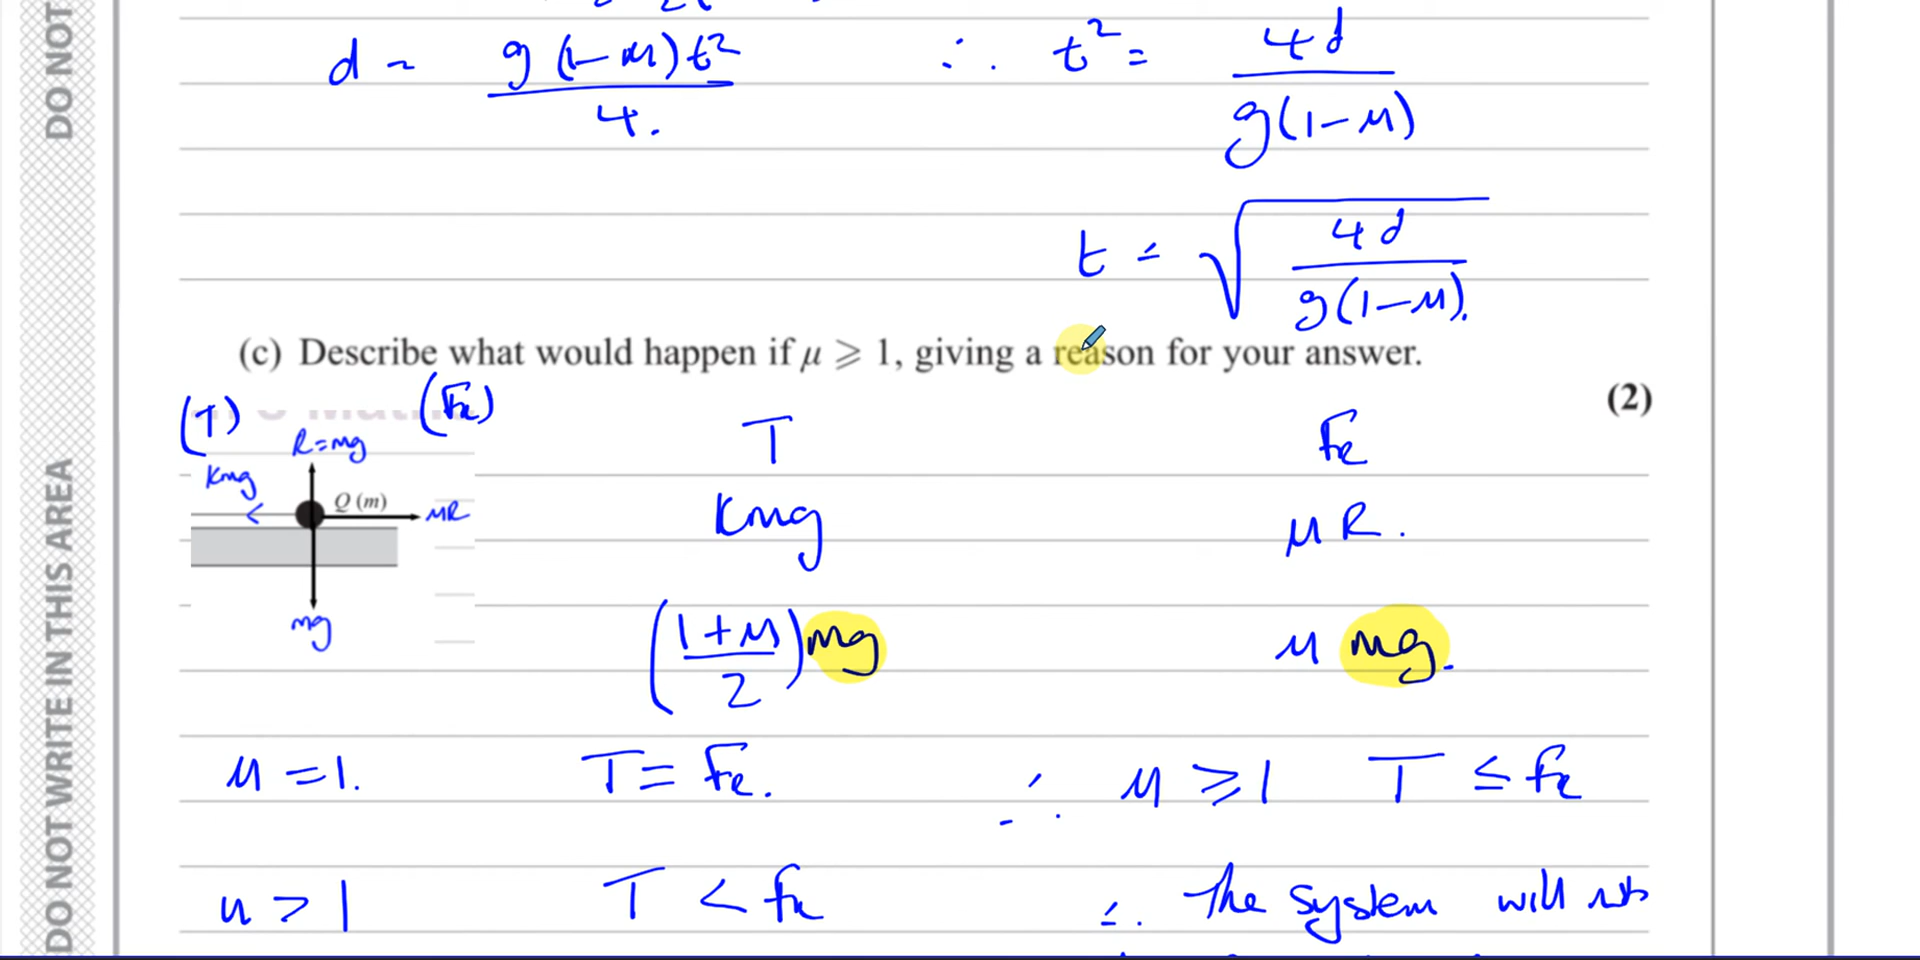 DO NOT
d = g(1-μ)t² / 4.
∴ t² = 4d / g(1-μ)
t = √(4d / g(1-μ)).
(c) Describe what would happen if μ ⩾ 1, giving a reason for your answer.
(2)
(T) (Fr) T Fr
R=mg
Kmg Q (m) μR Kmg μR.
mg ((1+μ)/2)mg μ mg.
μ = 1. T = Fr. ∴ μ ≥ 1 T ≤ Fr
μ > 1 T < Fr ∴ The system will not
DO NOT WRITE IN THIS AREA